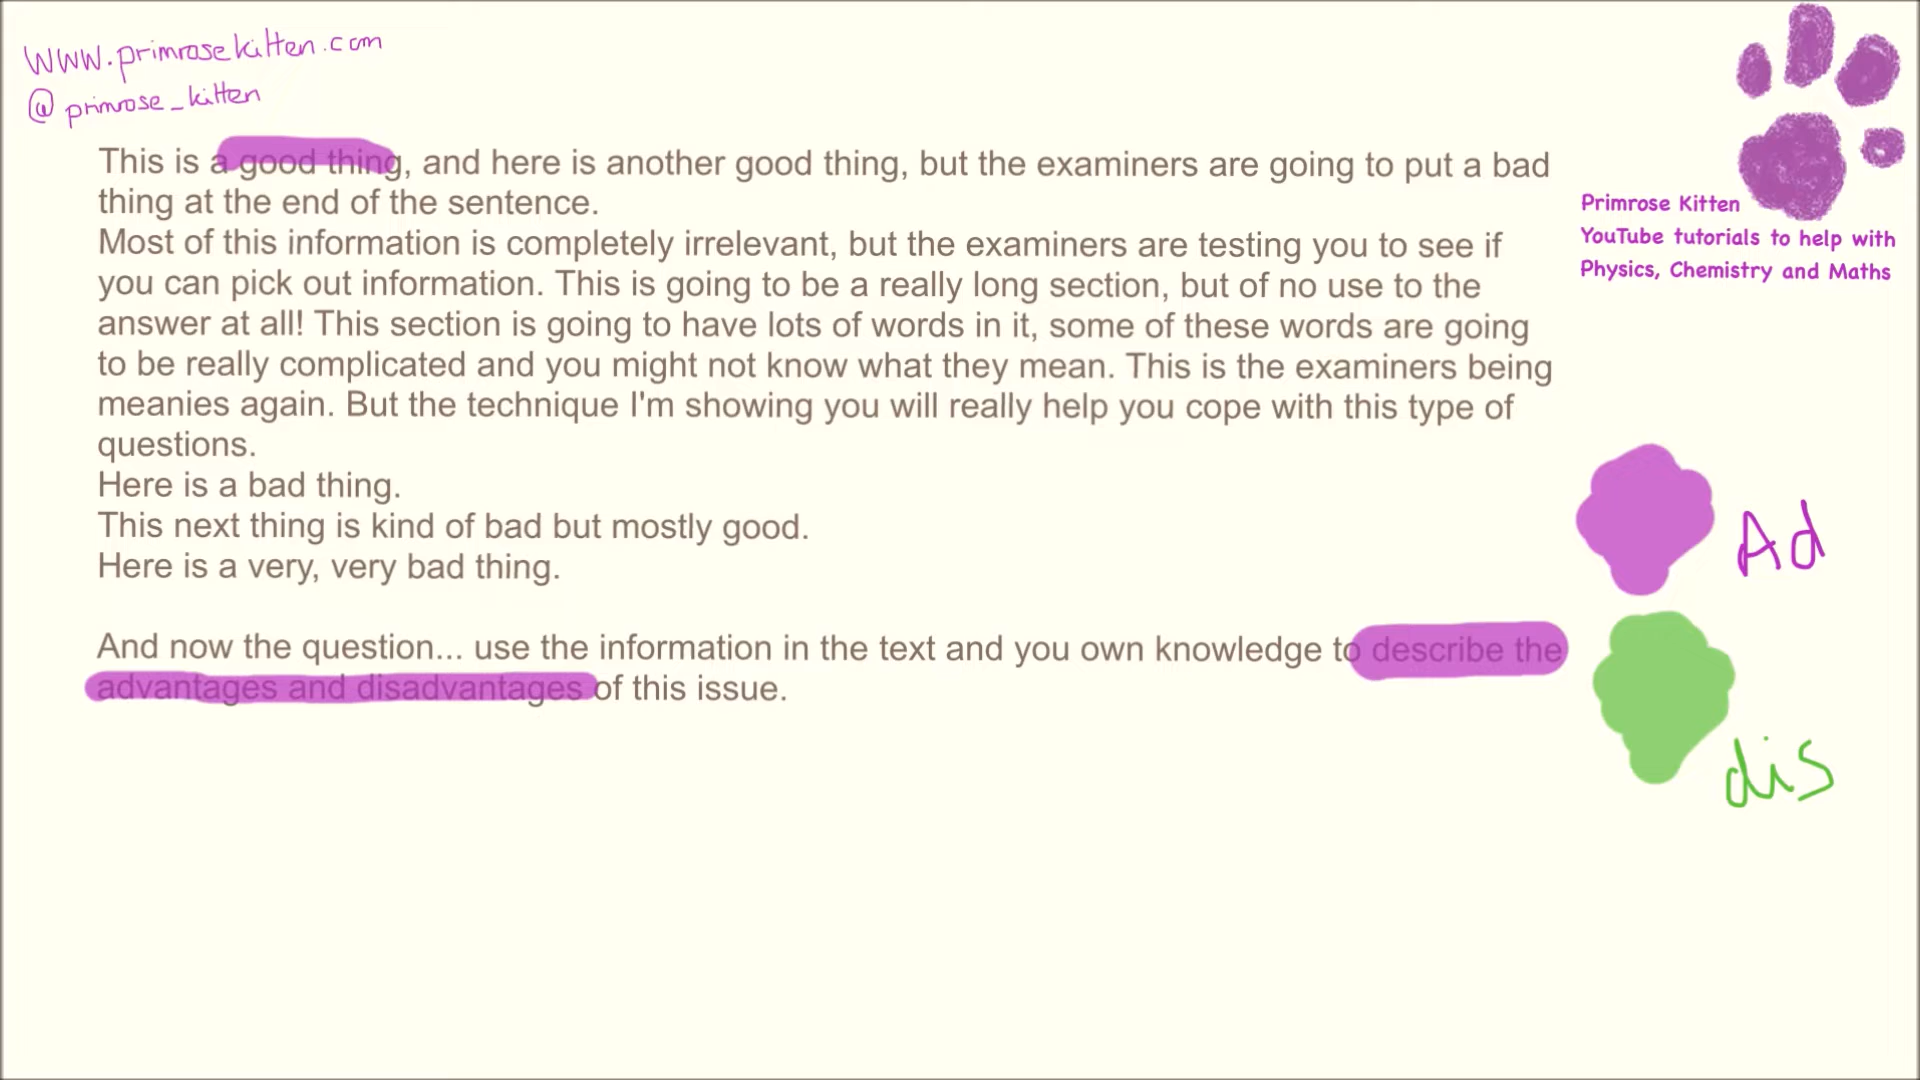 www.primrosekitten.com
@primrose_kitten
This is a good thing, and here is another good thing, but the examiners are going to put a bad
thing at the end of the sentence.
Most of this information is completely irrelevant, but the examiners are testing you to see if
you can pick out information. This is going to be a really long section, but of no use to the
answer at all! This section is going to have lots of words in it, some of these words are going
to be really complicated and you might not know what they mean. This is the examiners being
meanies again. But the technique I'm showing you will really help you cope with this type of
questions.
Here is a bad thing.
This next thing is kind of bad but mostly good.
Here is a very, very bad thing.
And now the question... use the information in the text and you own knowledge to describe the
advantages and disadvantages of this issue.
Primrose Kitten
YouTube tutorials to help with
Physics, Chemistry and Maths
Ad
dis